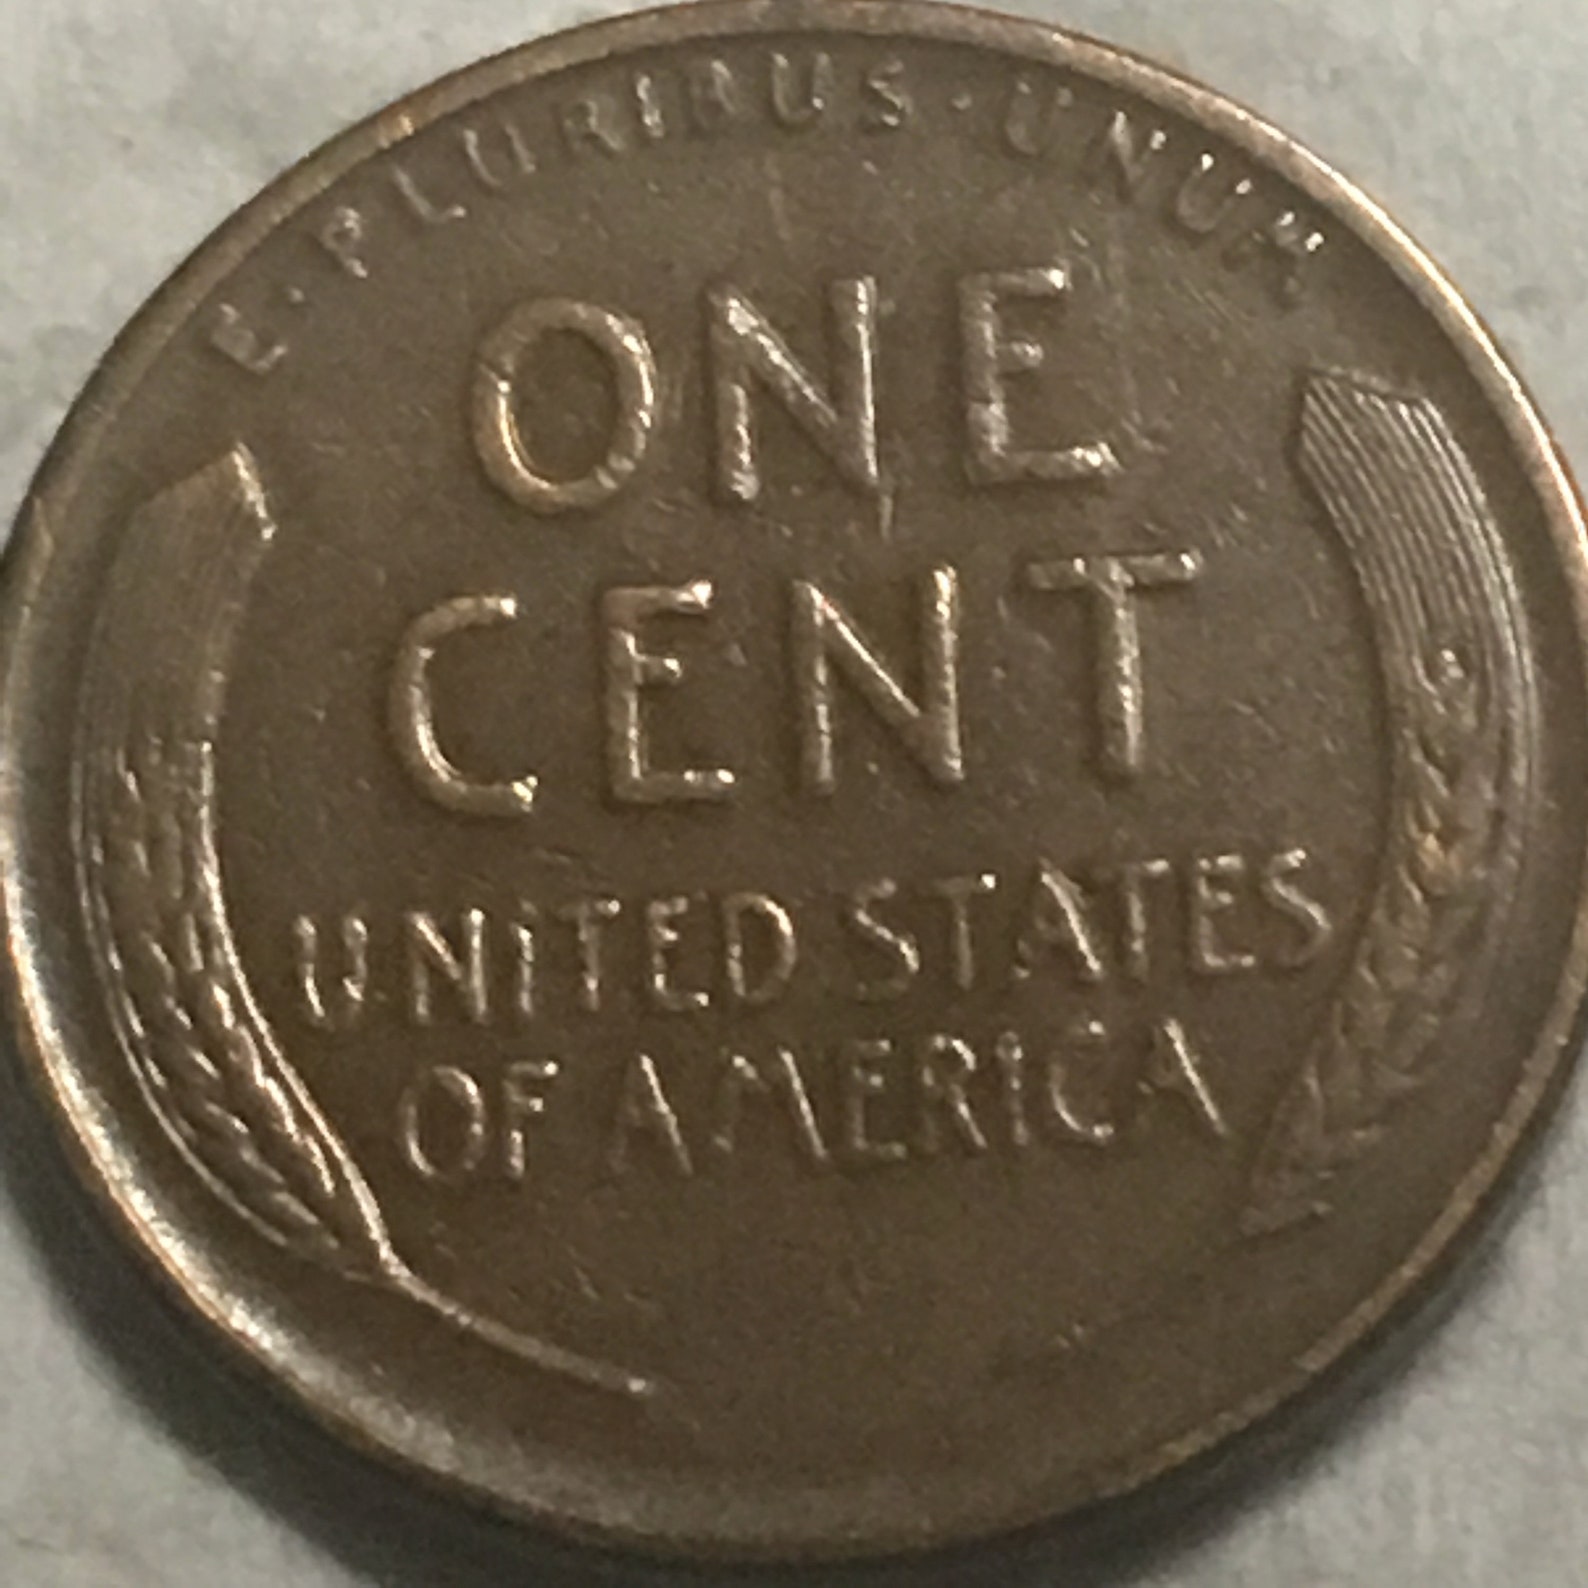 E·PLURIBUS·UNUM
ONE
CENT
UNITED STATES
OF AMERICA